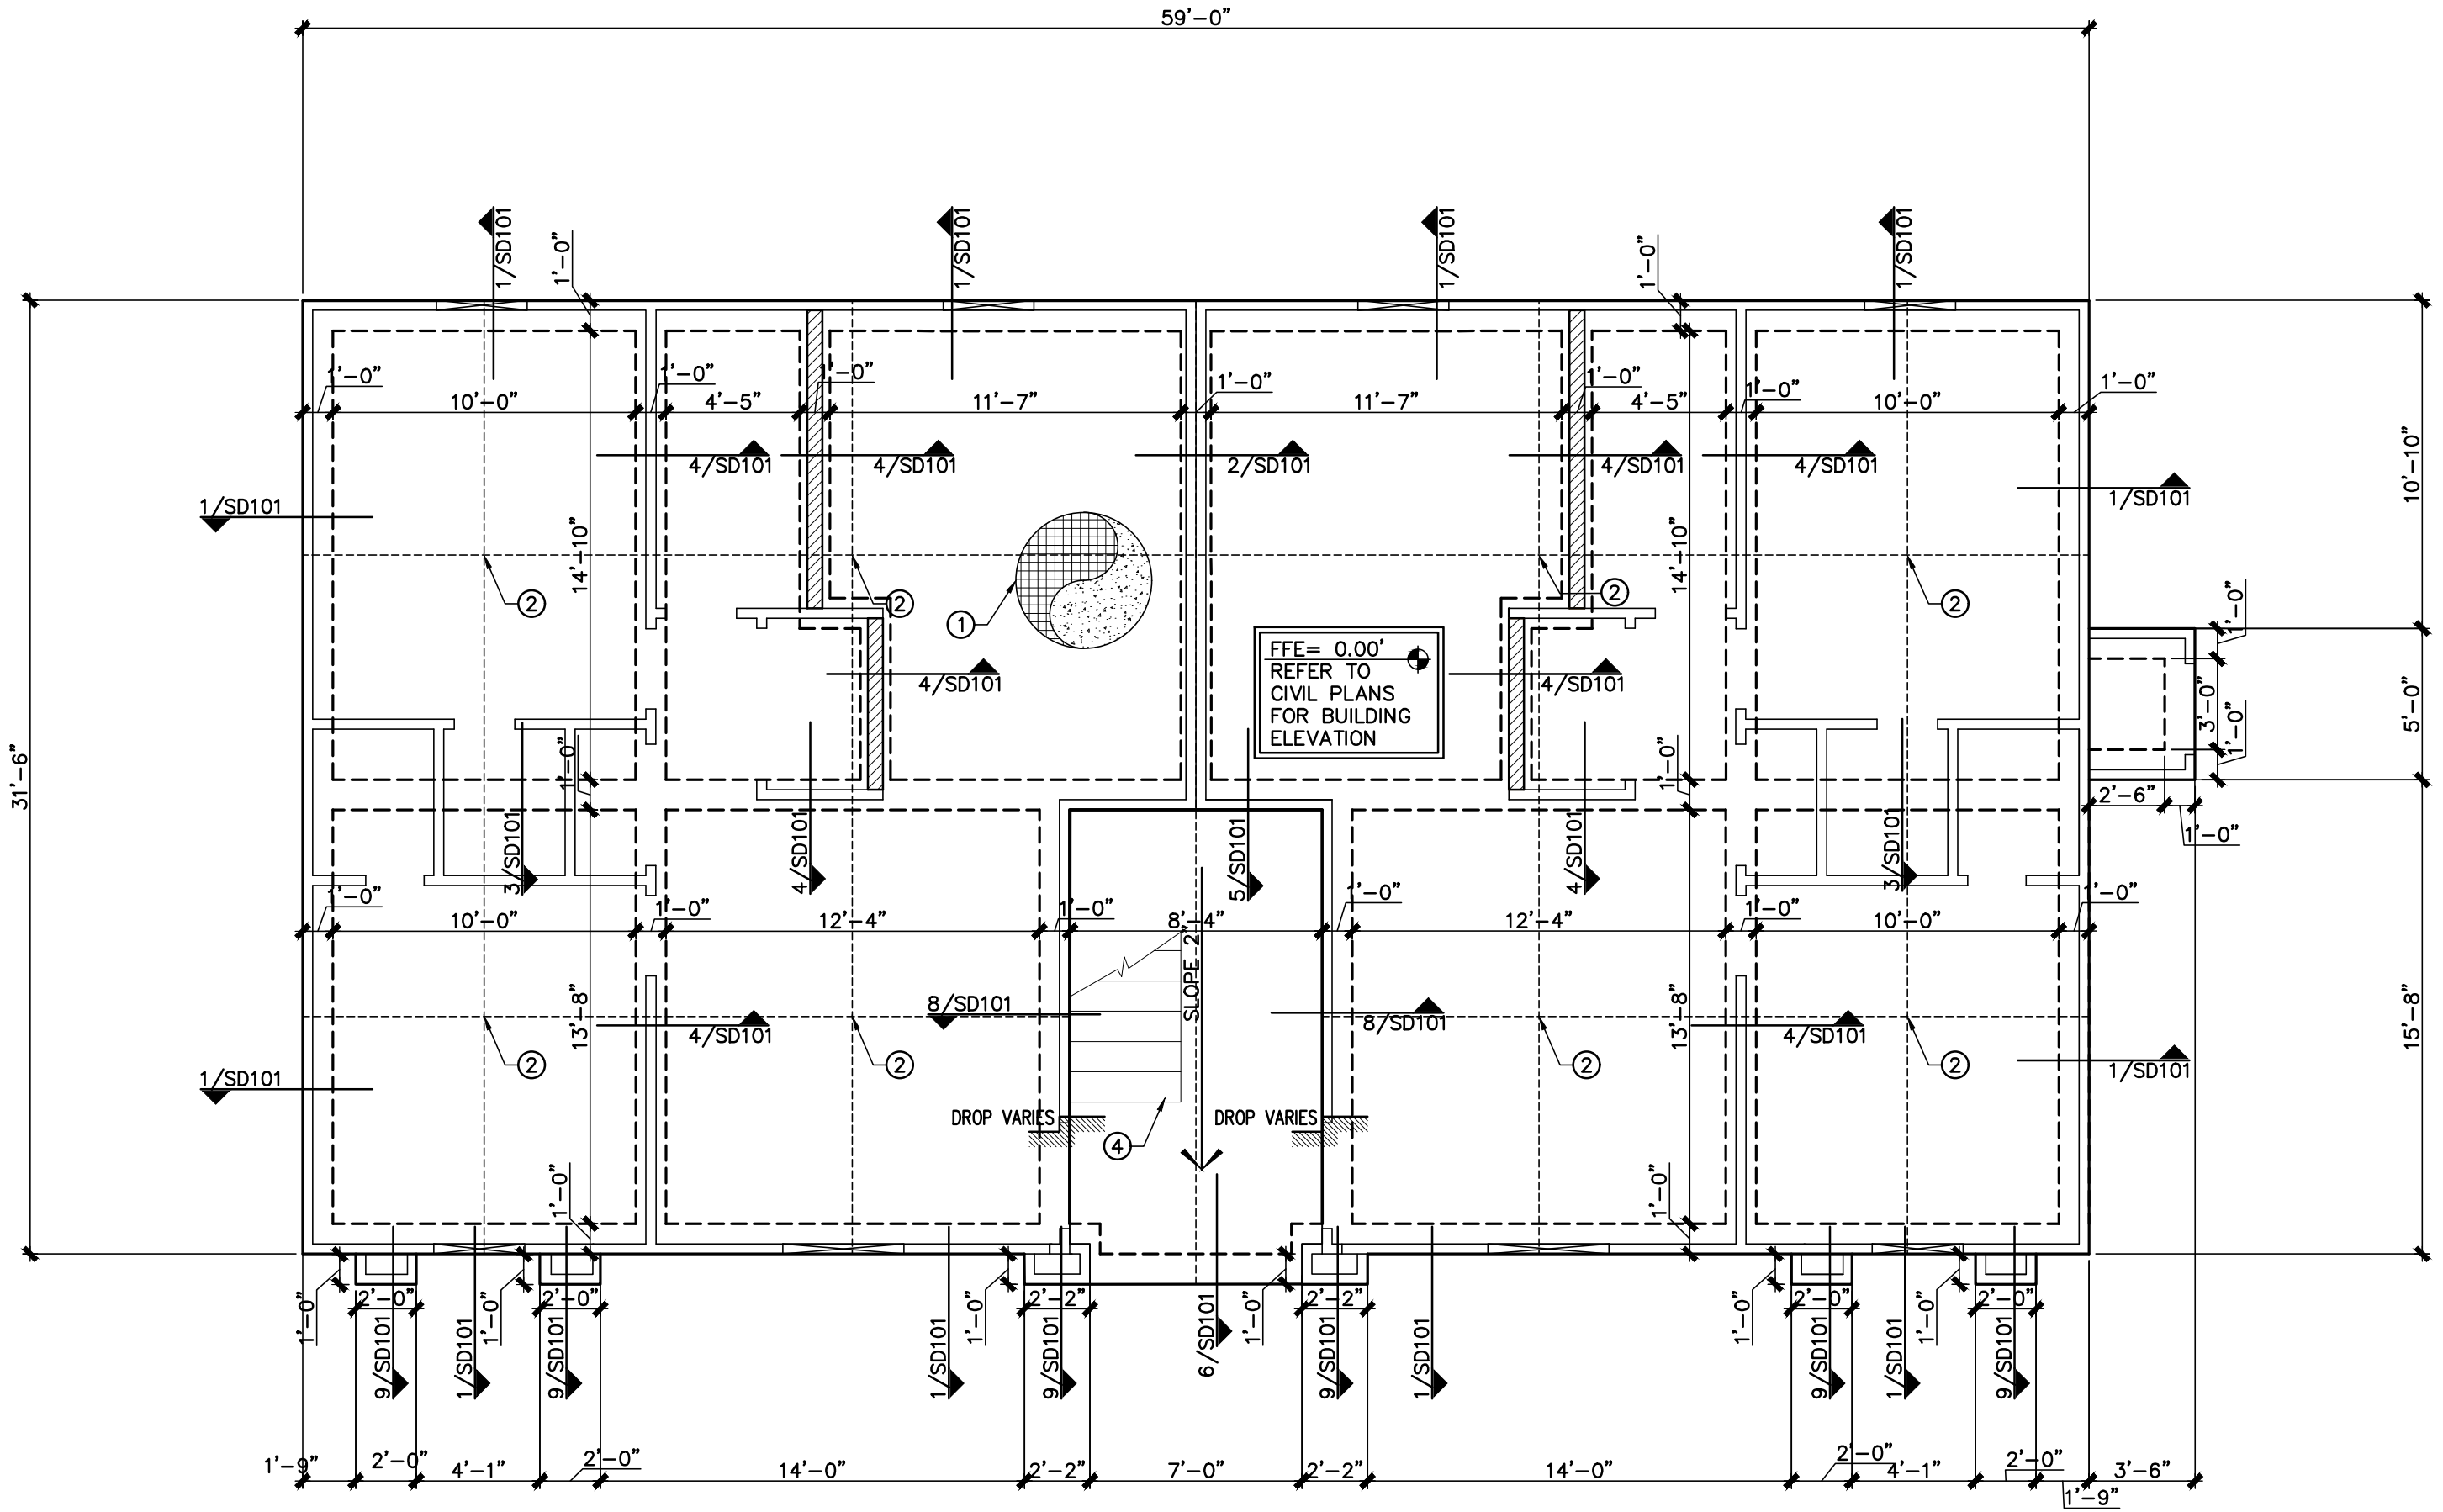 59'-0"
1/SD101
1/SD101
1/SD101
1/SD101
1'-0"
1'-0"
1'-0"
1'-0"
1'-0"
1'-0"
1'-0"
1'-0"
1'-0"
10'-0"
4'-5"
11'-7"
11'-7"
4'-5"
10'-0"
10'-10"
4/SD101
4/SD101
2/SD101
4/SD101
4/SD101
1/SD101
1/SD101
14'-10"
14'-10"
2
2
1
2
2
1'-0"
FFE= 0.00'
REFER TO
CIVIL PLANS
FOR BUILDING
ELEVATION
4/SD101
4/SD101
3'-0"
5'-0"
1'-0"
31'-6"
1'-0"
1'-0"
2'-6"
1'-0"
3/SD101
4/SD101
5/SD101
4/SD101
3/SD101
1'-0"
1'-0"
1'-0"
1'-0"
1'-0"
1'-0"
10'-0"
12'-4"
8'-4"
12'-4"
10'-0"
SLOPE 2"
13'-8"
8/SD101
8/SD101
13'-8"
15'-8"
4/SD101
4/SD101
2
2
2
2
1/SD101
1/SD101
DROP VARIES
DROP VARIES
4
1'-0"
1'-0"
1'-0"
2'-0"
1'-0"
2'-0"
1'-0"
2'-2"
1'-0"
2'-2"
1'-0"
2'-0"
1'-0"
2'-0"
9/SD101
1/SD101
9/SD101
1/SD101
9/SD101
6/SD101
9/SD101
1/SD101
9/SD101
1/SD101
9/SD101
1'-9"
2'-0"
4'-1"
2'-0"
14'-0"
2'-2"
7'-0"
2'-2"
14'-0"
2'-0"
4'-1"
2'-0"
1'-9"
3'-6"